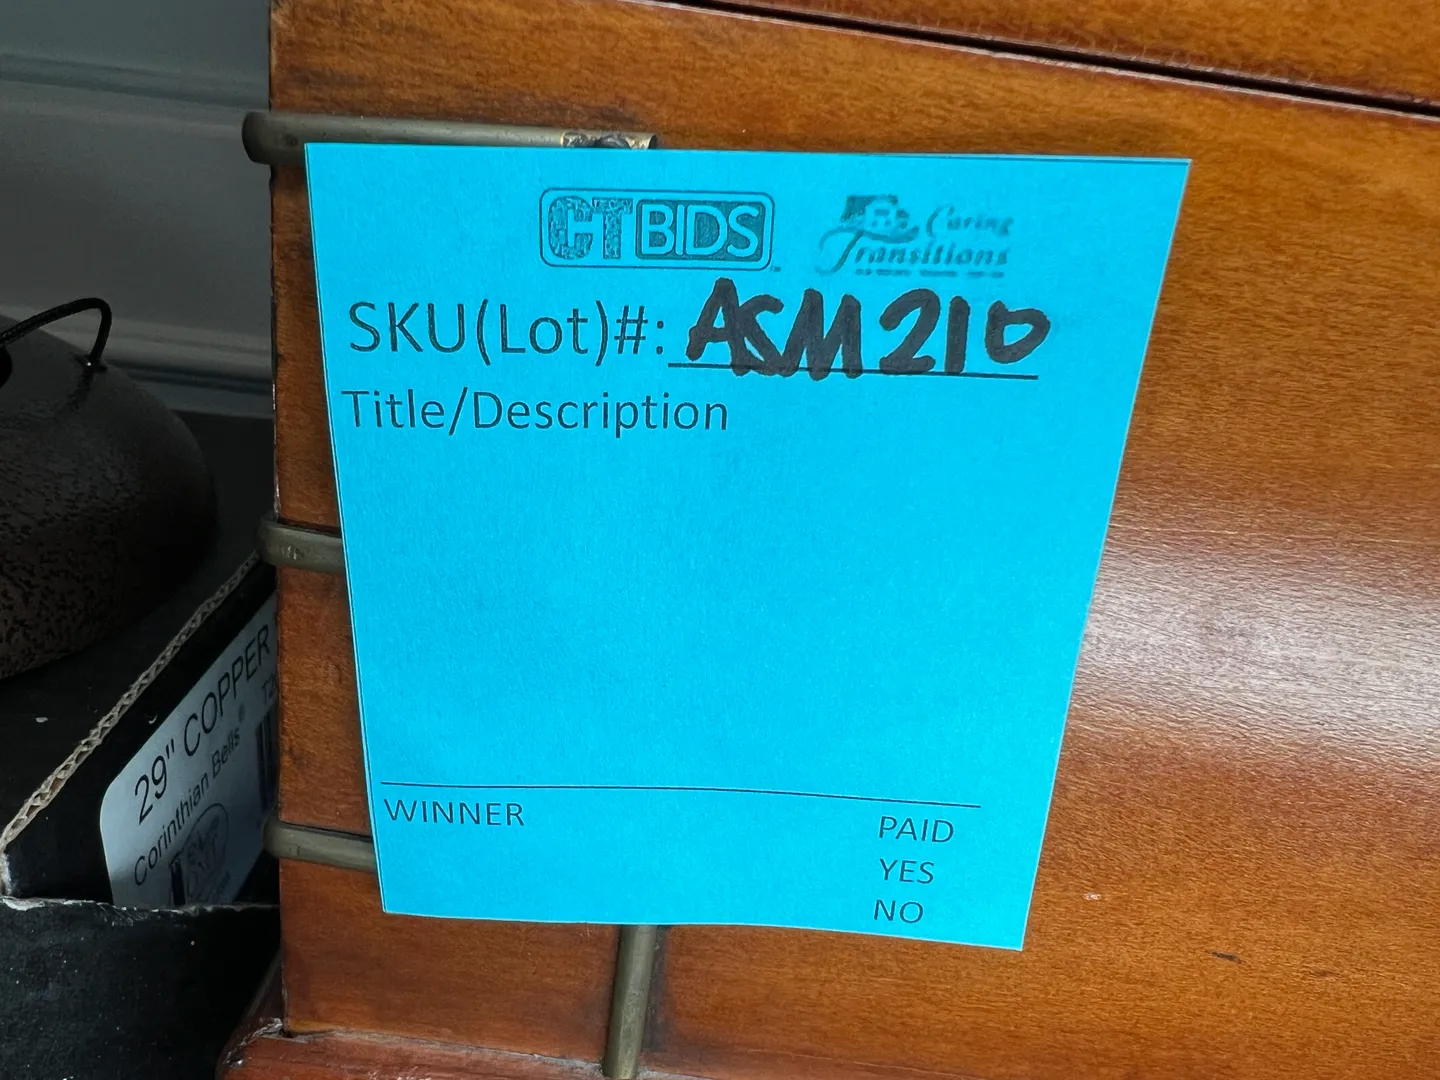 CTBIDS
Caring
Transitions
SKU(Lot)#: ASM210
Title/Description
WINNER
PAID
YES
NO
29" COPPER
Corinthian Bells®